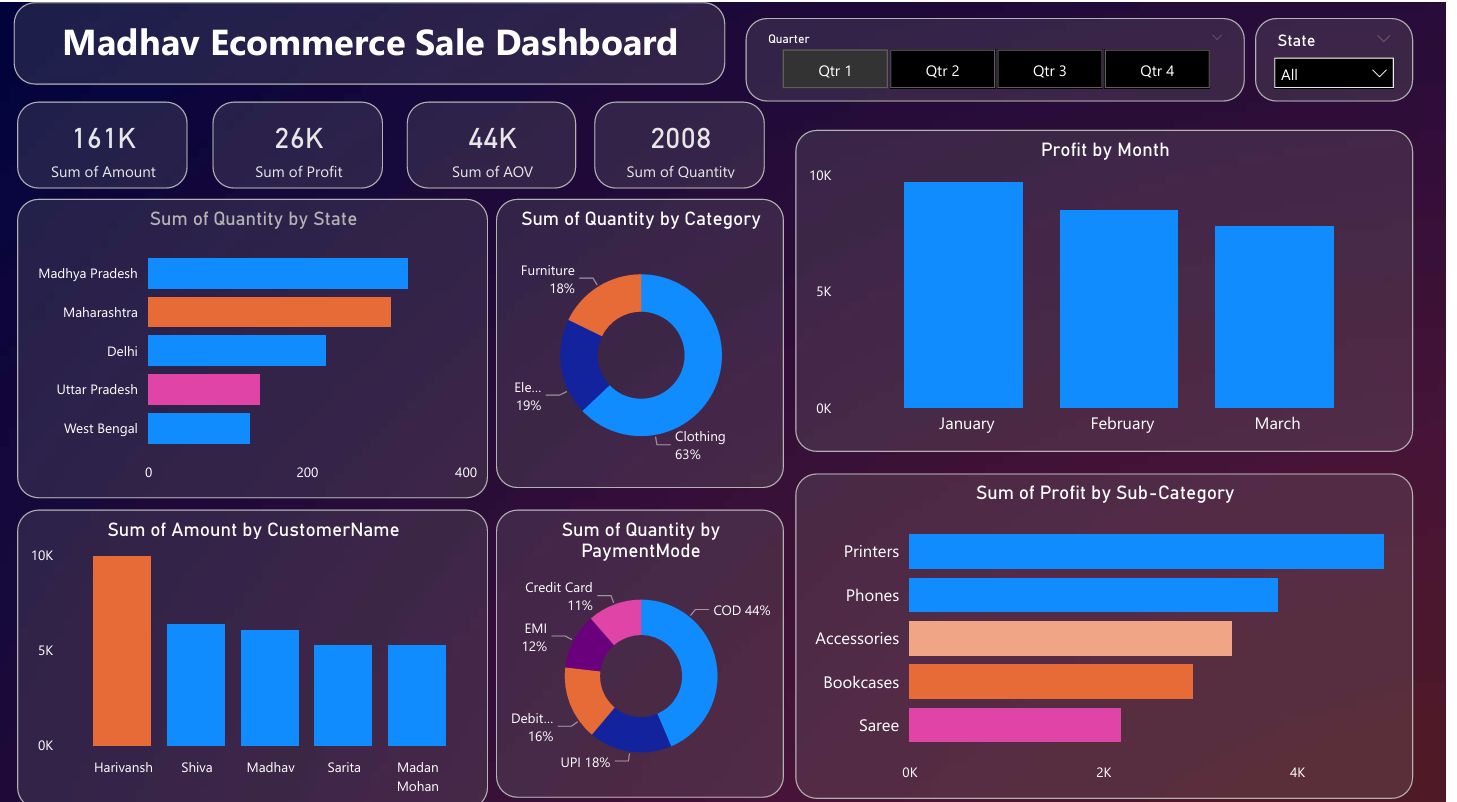 Madhav Ecommerce Sale Dashboard
Quarter
Qtr 1
Qtr 2
Qtr 3
Qtr 4
State
All
161K
Sum of Amount
26K
Sum of Profit
44K
Sum of AOV
2008
Sum of Quantity
Profit by Month
10K
5K
0K
January
February
March
Sum of Quantity by State
Madhya Pradesh
Maharashtra
Delhi
Uttar Pradesh
West Bengal
0
200
400
Sum of Quantity by Category
Furniture
18%
Ele...
19%
Clothing
63%
Sum of Profit by Sub-Category
Printers
Phones
Accessories
Bookcases
Saree
0K
2K
4K
Sum of Amount by CustomerName
10K
5K
0K
Harivansh
Shiva
Madhav
Sarita
Madan
Mohan
Sum of Quantity by
PaymentMode
Credit Card
11%
COD 44%
EMI
12%
Debit...
16%
UPI 18%